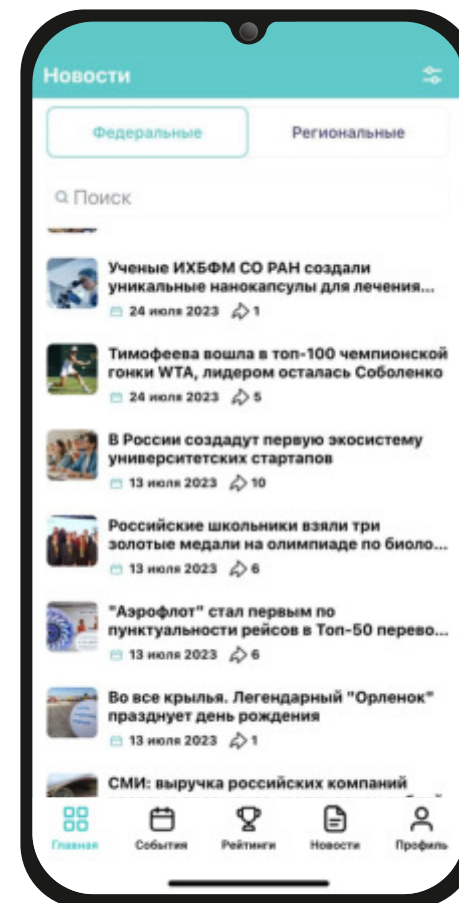 Новости
Федеральные
Региональные
Поиск
Ученые ИХБФМ СО РАН создали
уникальные нанокапсулы для лечения...
24 июля 2023 1
Тимофеева вошла в топ-100 чемпионской
гонки WTA, лидером осталась Соболенко
24 июля 2023 5
В России создадут первую экосистему
университетских стартапов
13 июля 2023 10
Российские школьники взяли три
золотые медали на олимпиаде по биоло...
13 июля 2023 6
"Аэрофлот" стал первым по
пунктуальности рейсов в Топ-50 перево...
13 июля 2023 6
Во все крылья. Легендарный "Орленок"
празднует день рождения
13 июля 2023 1
СМИ: выручка российских компаний
Главная
События
Рейтинги
Новости
Профиль